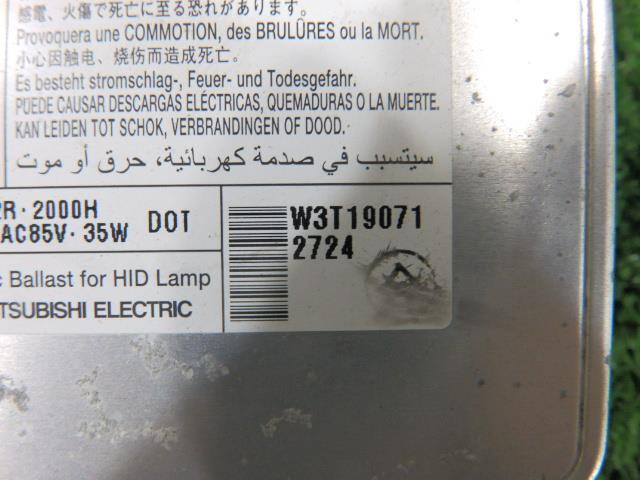 感電、火傷で死亡に至る恐れがあります。
Provoquera une COMMOTION, des BRULÛRES ou la MORT.
小心因触电、烧伤而造成死亡。
Es besteht stromschlag-, Feuer- und Todesgefahr.
PUEDE CAUSAR DESCARGAS ELÉCTRICAS, QUEMADURAS O LA MUERTE.
KAN LEIDEN TOT SCHOK, VERBRANDINGEN OF DOOD.
سيتسبب في صدمة كهربائية، حرق أو موت
2R·2000H
AC85V·35W DOT
W3T19071
2724
c Ballast for HID Lamp
TSUBISHI ELECTRIC